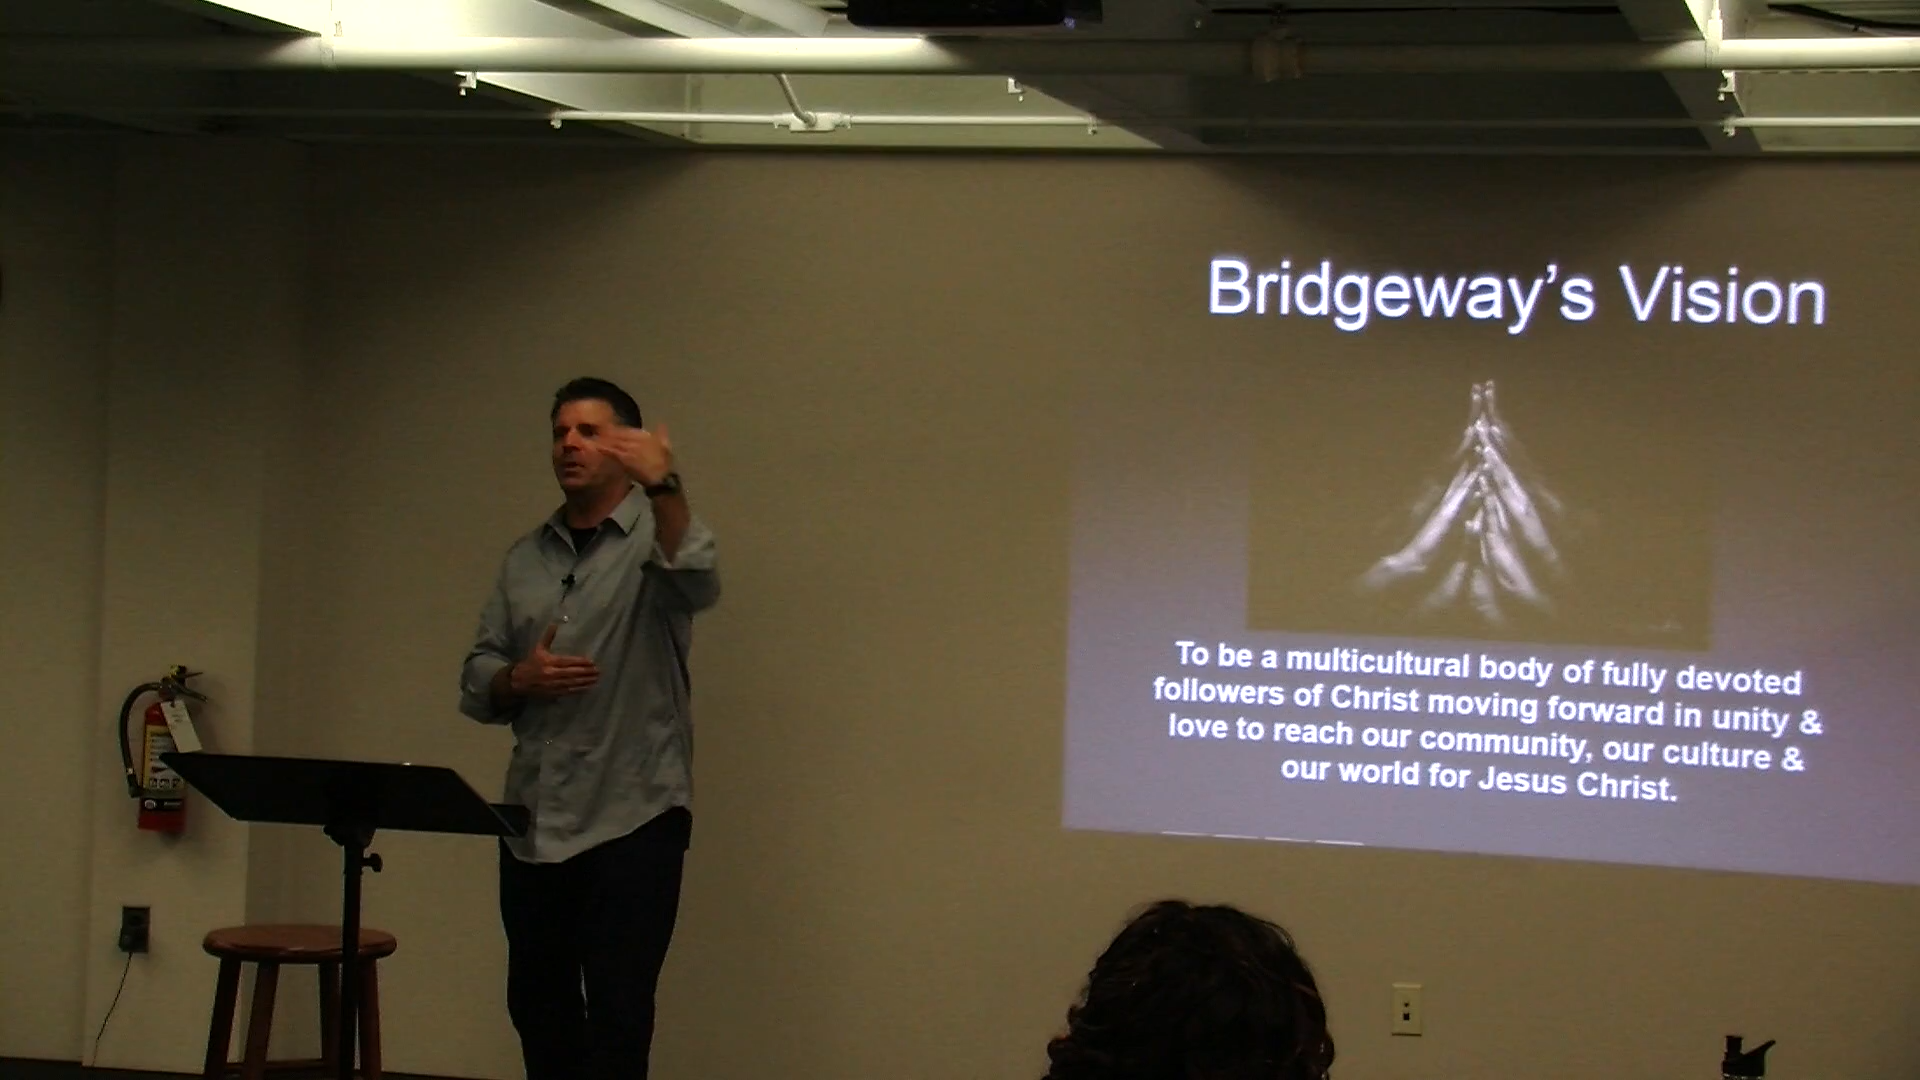 Bridgeway's Vision
To be a multicultural body of fully devoted
followers of Christ moving forward in unity &
love to reach our community, our culture &
our world for Jesus Christ.